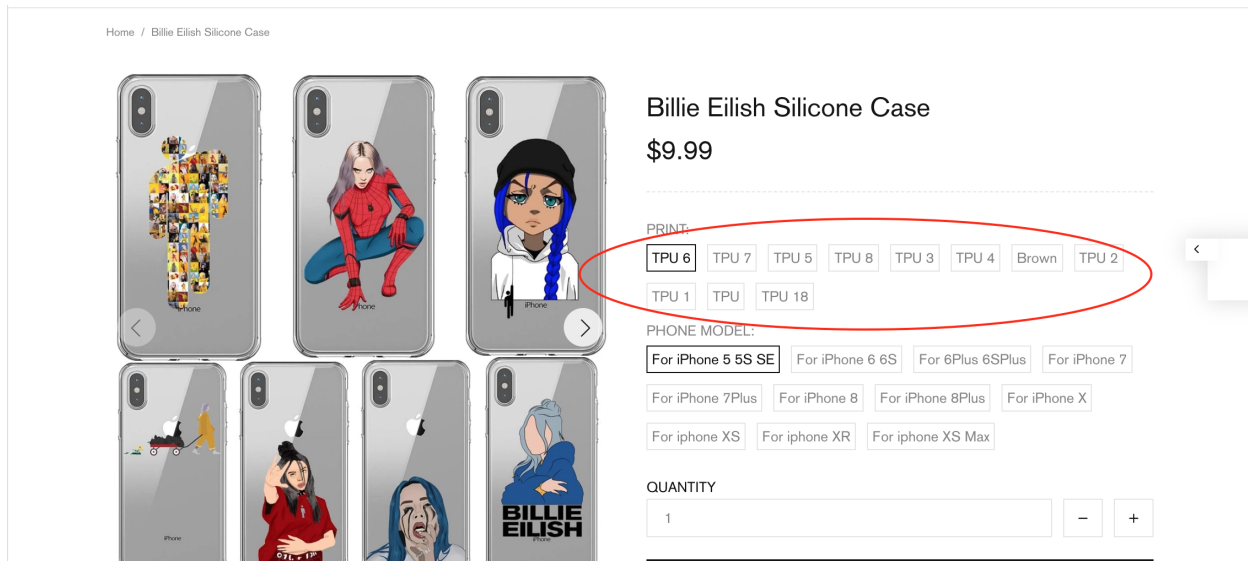 Home / Billie Eilish Silicone Case
Billie Eilish Silicone Case
$9.99
PRINT:
TPU 6 TPU 7 TPU 5 TPU 8 TPU 3 TPU 4 Brown TPU 2
TPU 1 TPU TPU 18
PHONE MODEL:
For iPhone 5 5S SE For iPhone 6 6S For 6Plus 6SPlus For iPhone 7
For iPhone 7Plus For iPhone 8 For iPhone 8Plus For iPhone X
For iphone XS For iphone XR For iphone XS Max
QUANTITY
1
iPhone
iPhone
BILLIE
EILISH
iPhone